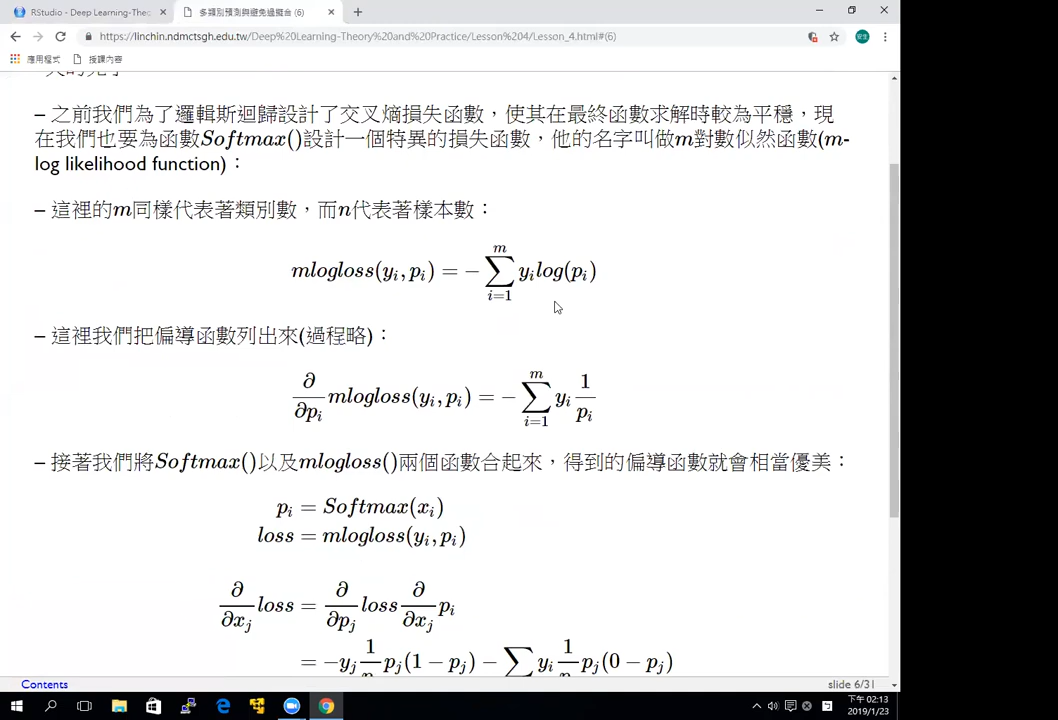 RStudio - Deep Learning-Theo
多類別預測與避免過擬合 (6)
https://linchin.ndmctsgh.edu.tw/Deep%20Learning-Theory%20and%20Practice/Lesson%204/Lesson_4.html#(6)
應用程式 授課內容
– 之前我們為了邏輯斯迴歸設計了交叉熵損失函數，使其在最終函數求解時較為平穩，現
在我們也要為函數Softmax()設計一個特異的損失函數，他的名字叫做m對數似然函數(m-
log likelihood function)：
– 這裡的m同樣代表著類別數，而n代表著樣本數：
mlogloss(y_i, p_i) = − ∑_{i=1}^{m} y_i log(p_i)
– 這裡我們把偏導函數列出來(過程略)：
∂/∂p_i mlogloss(y_i, p_i) = − ∑_{i=1}^{m} y_i 1/p_i
– 接著我們將Softmax()以及mlogloss()兩個函數合起來，得到的偏導函數就會相當優美：
p_i = Softmax(x_i)
loss = mlogloss(y_i, p_i)
∂/∂x_j loss = ∂/∂p_j loss ∂/∂x_j p_i
= −y_j 1/p_j p_j(1 − p_j) − ∑ y_i 1/p p_j(0 − p_j)
Contents
slide 6/31
下午 02:13
2019/1/23